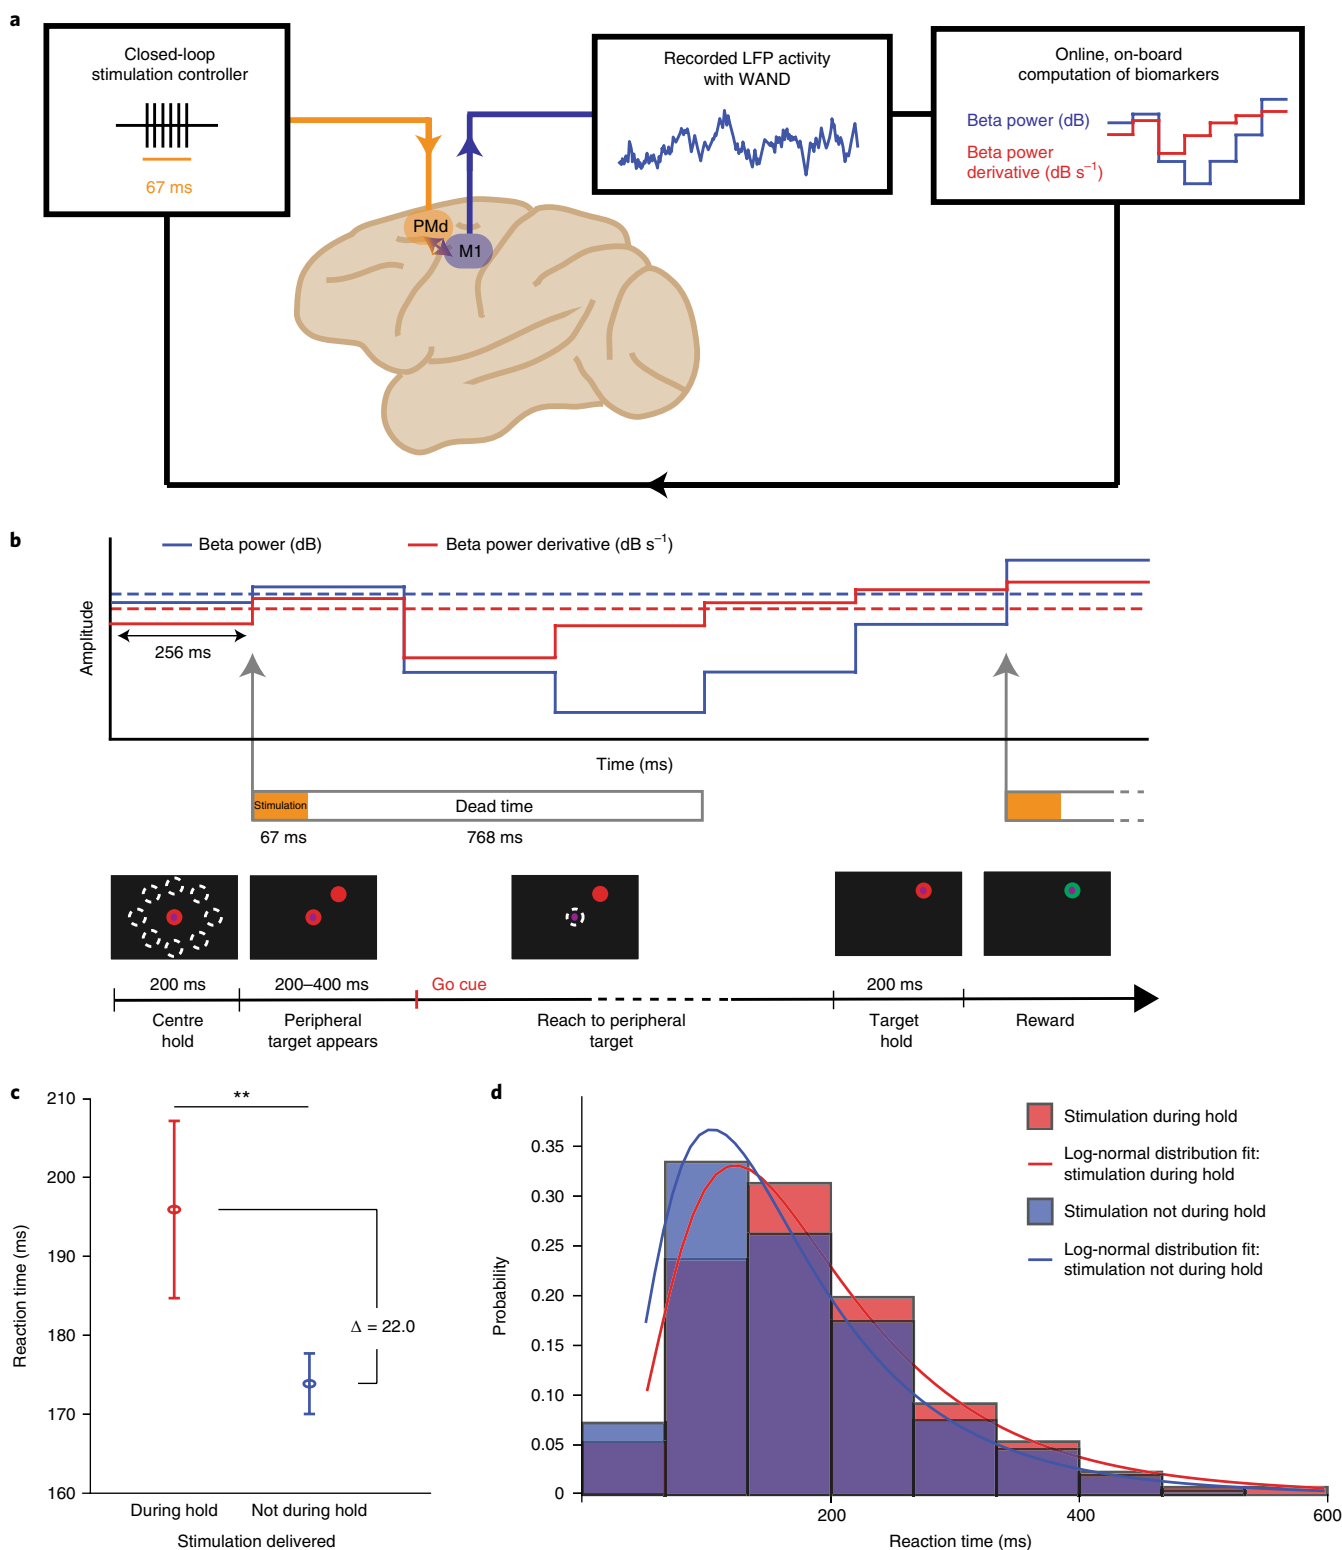 a
Closed-loop
stimulation controller
67 ms
Recorded LFP activity
with WAND
Online, on-board
computation of biomarkers
Beta power (dB)
Beta power
derivative (dB s⁻¹)
PMd
M1
b
Beta power (dB)
Beta power derivative (dB s⁻¹)
Amplitude
256 ms
Time (ms)
Stimulation
Dead time
67 ms
768 ms
200 ms
200–400 ms
Go cue
200 ms
Centre
hold
Peripheral
target appears
Reach to peripheral
target
Target
hold
Reward
c
210
200
190
180
170
160
Reaction time (ms)
**
Δ = 22.0
During hold
Not during hold
Stimulation delivered
d
0.35
0.30
0.25
0.20
0.15
0.10
0.05
0
Probability
Stimulation during hold
Log-normal distribution fit:
stimulation during hold
Stimulation not during hold
Log-normal distribution fit:
stimulation not during hold
200
400
600
Reaction time (ms)